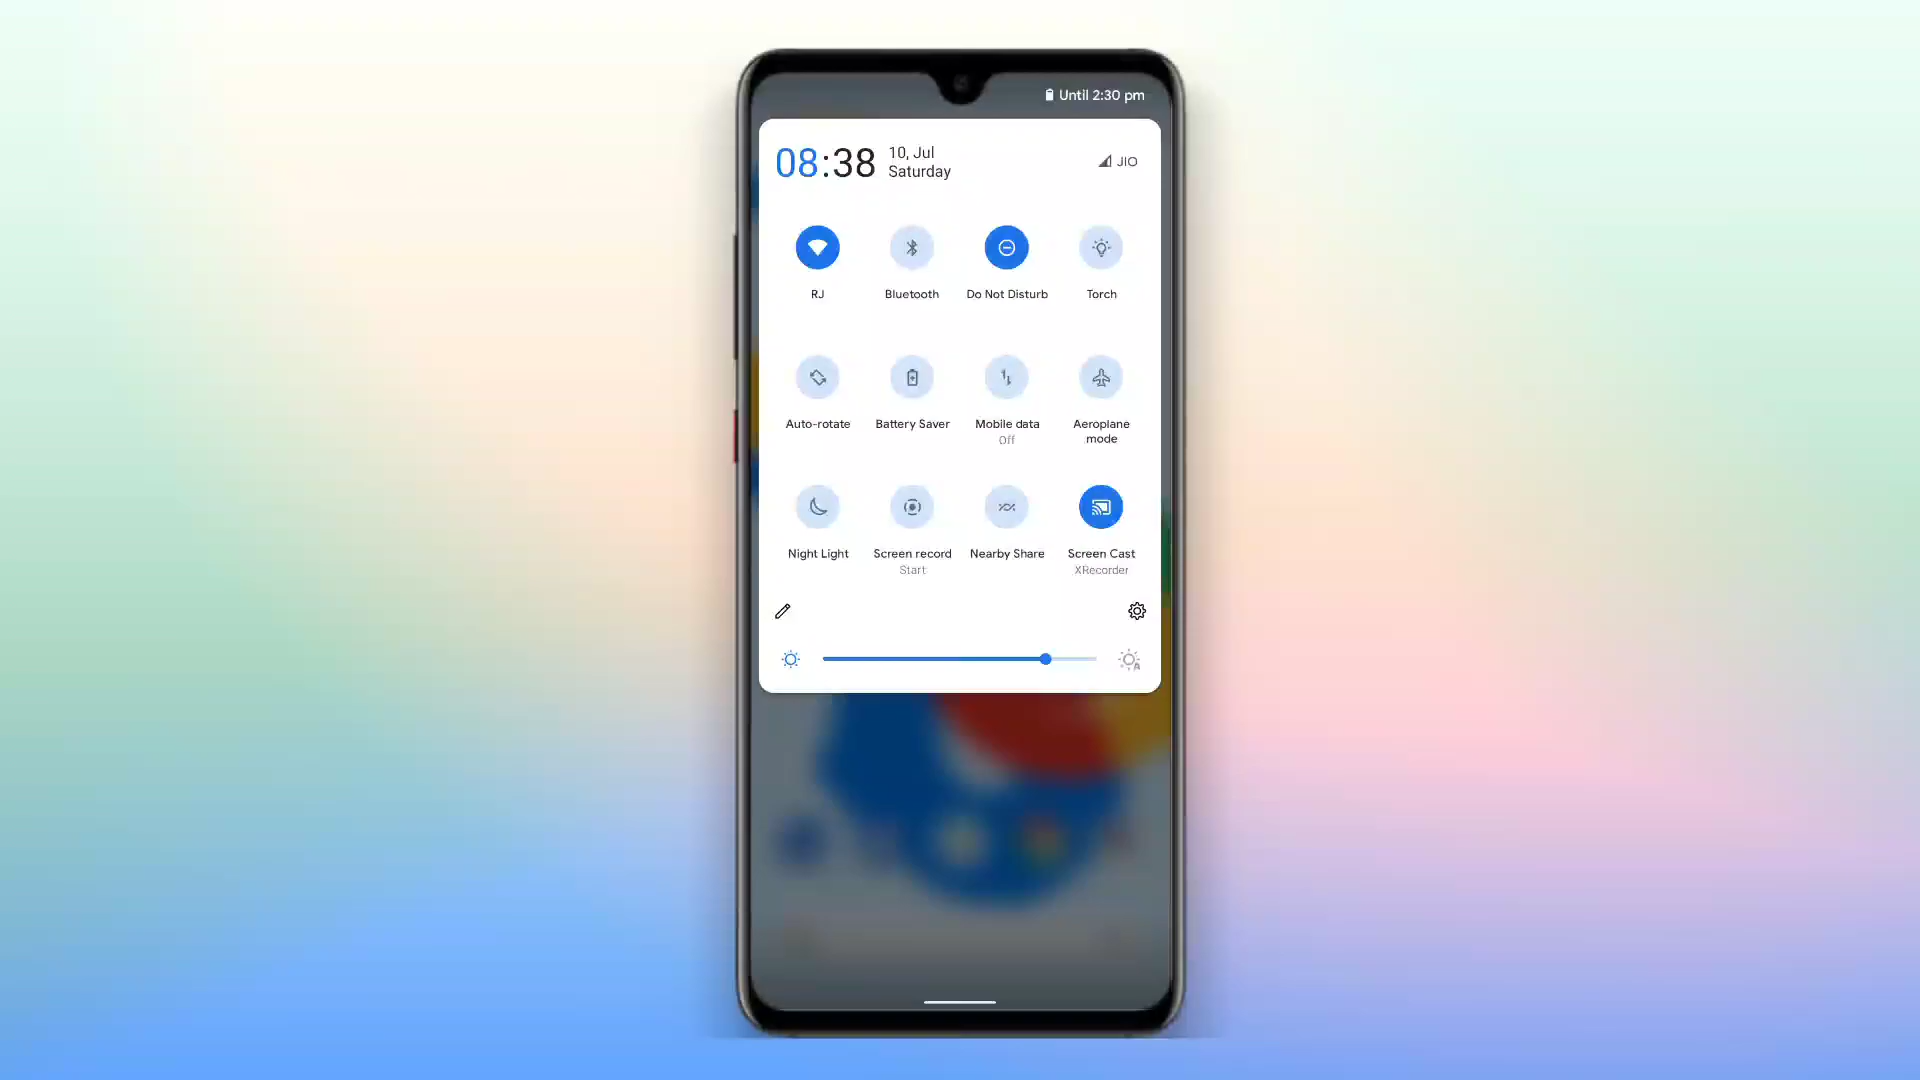 Until 2:30 pm
08:38
10, Jul
Saturday
JIO
RJ
Bluetooth
Do Not Disturb
Torch
Auto-rotate
Battery Saver
Mobile data
Off
Aeroplane
mode
Night Light
Screen record
Start
Nearby Share
Screen Cast
XRecorder